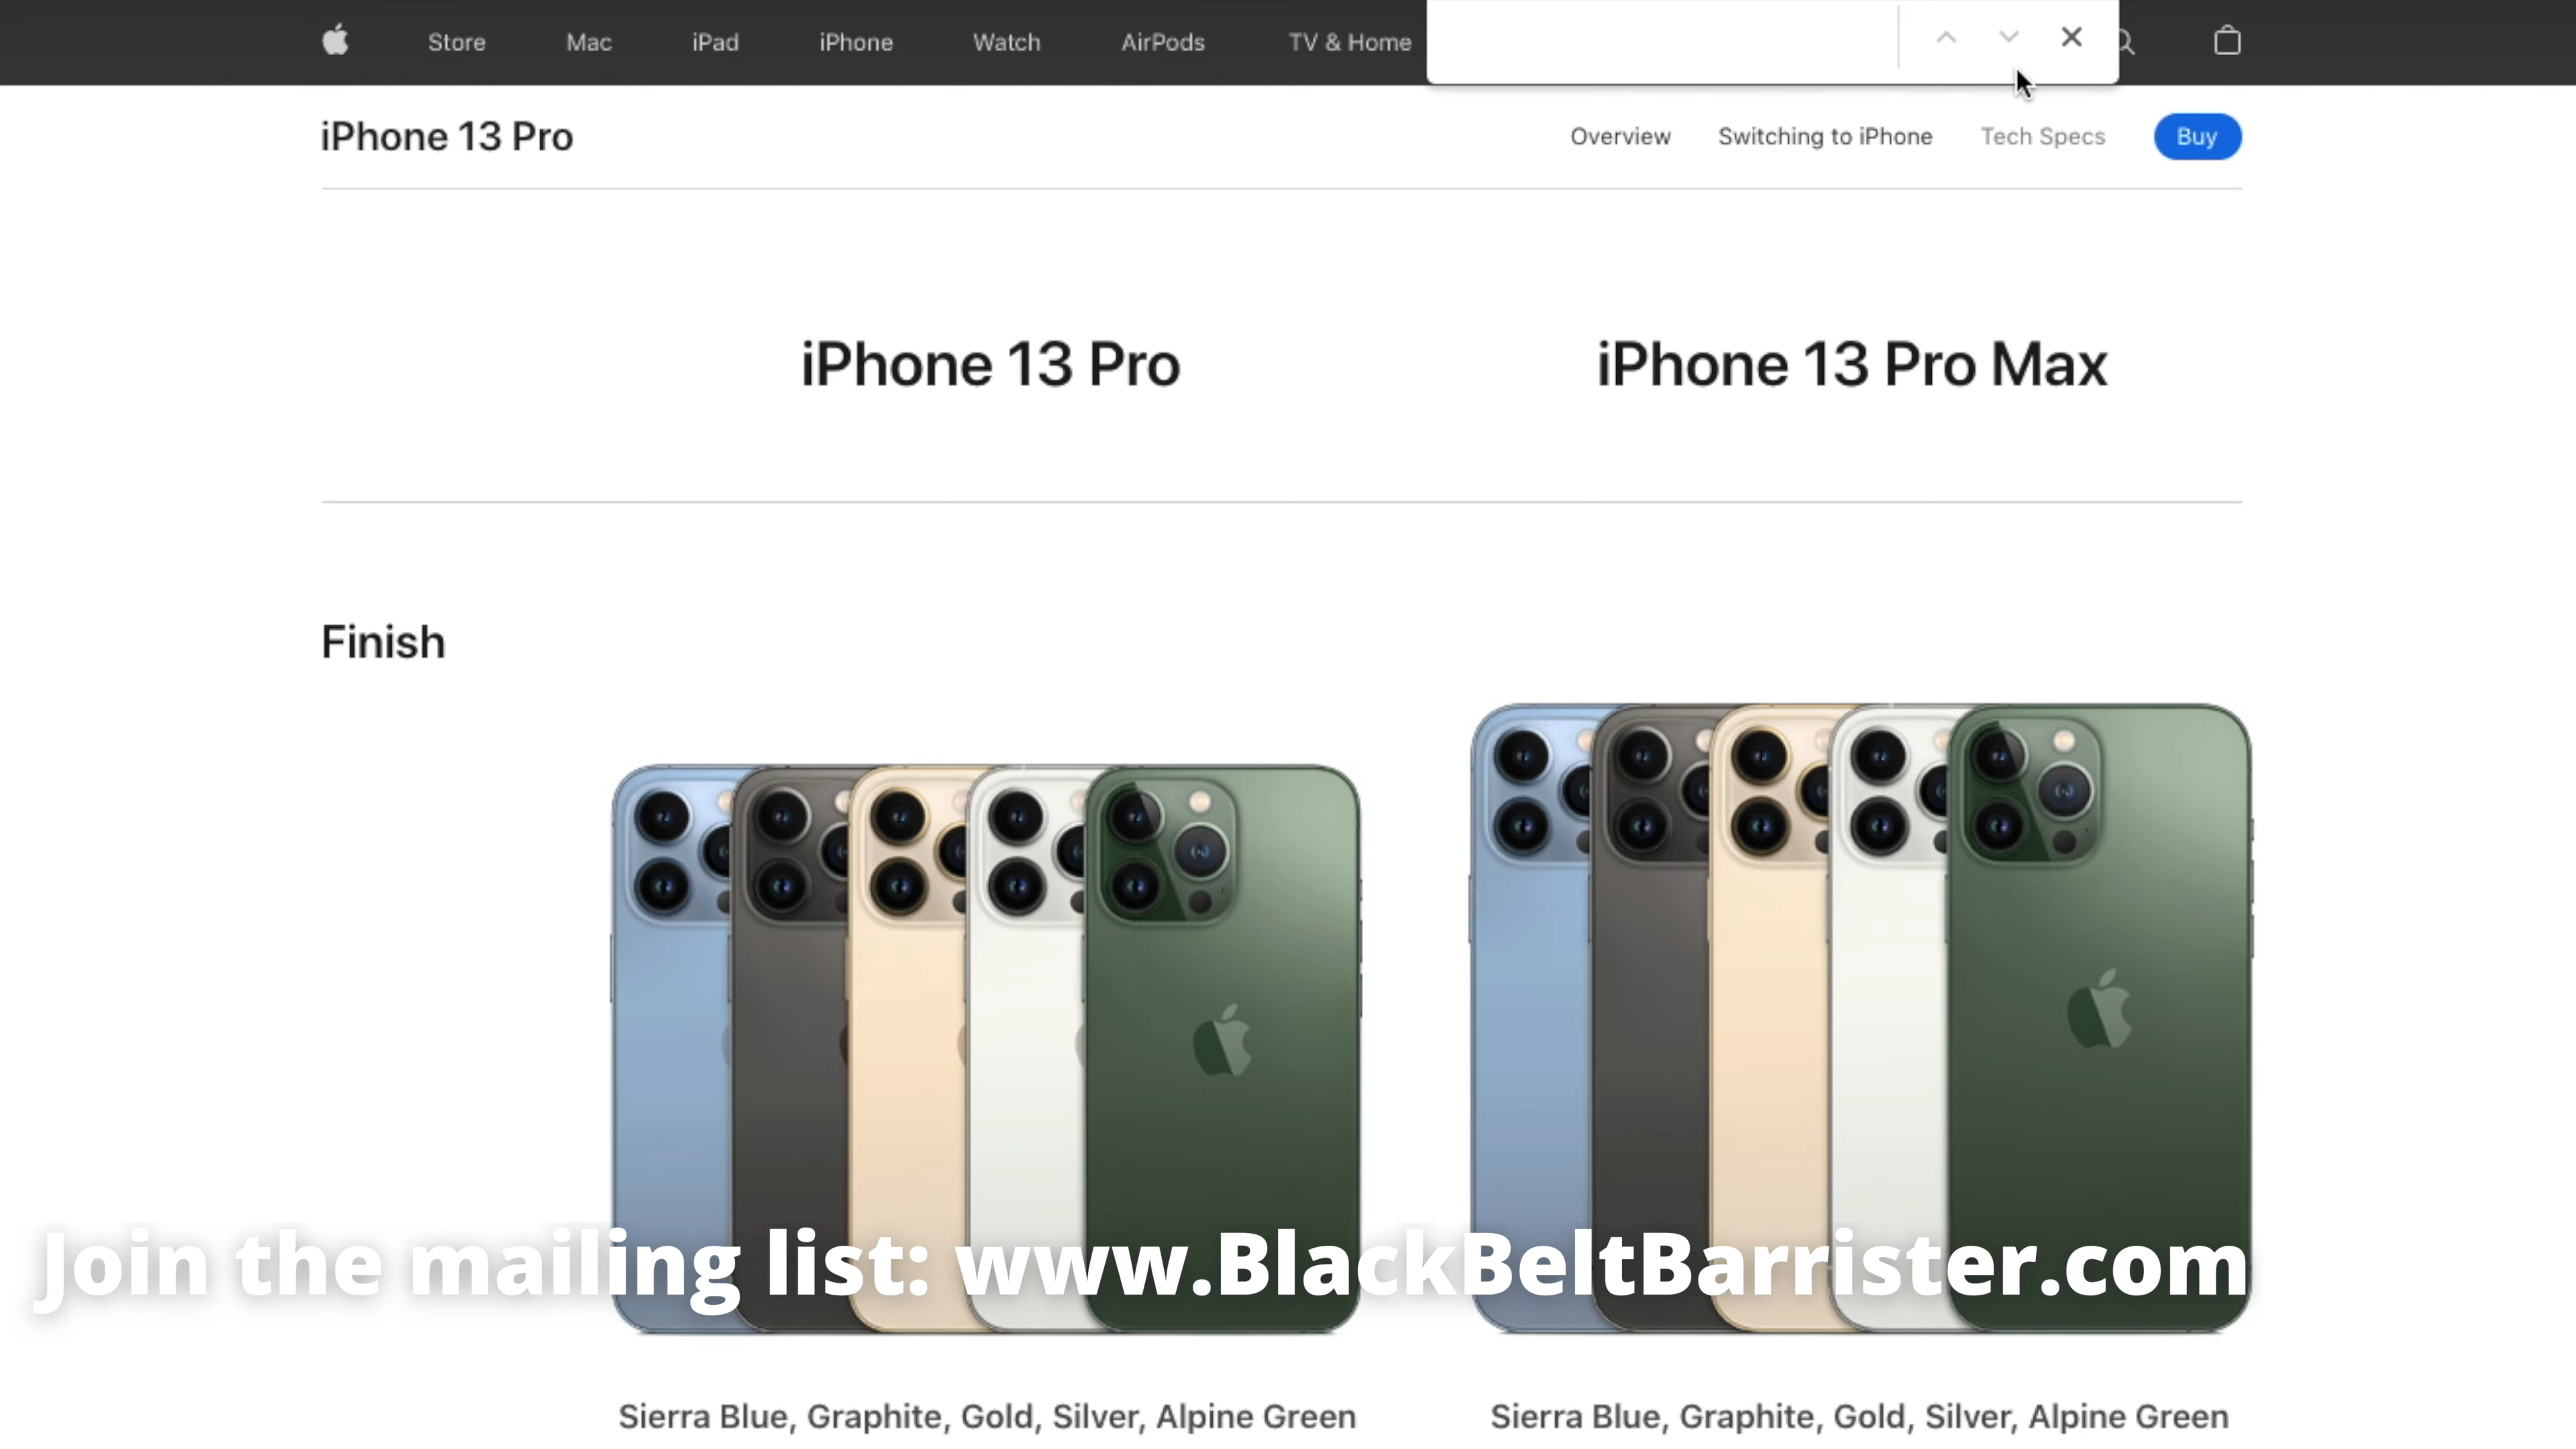 Store Mac iPad iPhone Watch AirPods TV & Home
iPhone 13 Pro Overview Switching to iPhone Tech Specs Buy
iPhone 13 Pro iPhone 13 Pro Max
Finish
Join the mailing list: www.BlackBeltBarrister.com
Sierra Blue, Graphite, Gold, Silver, Alpine Green Sierra Blue, Graphite, Gold, Silver, Alpine Green